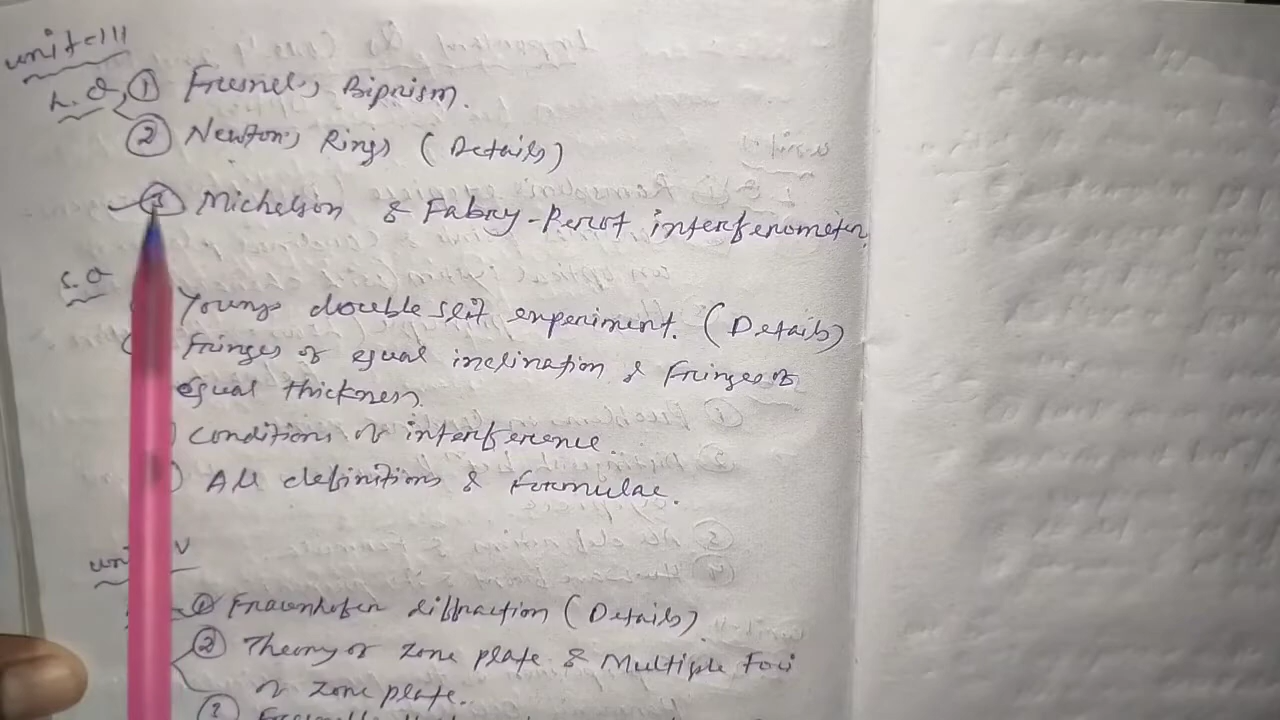 unit-III
L.Q, ① Fresnel's Biprism.
② Newton's Rings (Details)
③ Michelson & Fabry-Perot interferometer.
S.Q
Youngs double slit experiment. (Details)
Fringes of equal inclination & Fringes of
equal thickness.
) Conditions of interference.
) All definitions & Formulae.
① Fraunhofer diffraction (Details)
② Theory of zone plate & Multiple Foci
of zone plate.